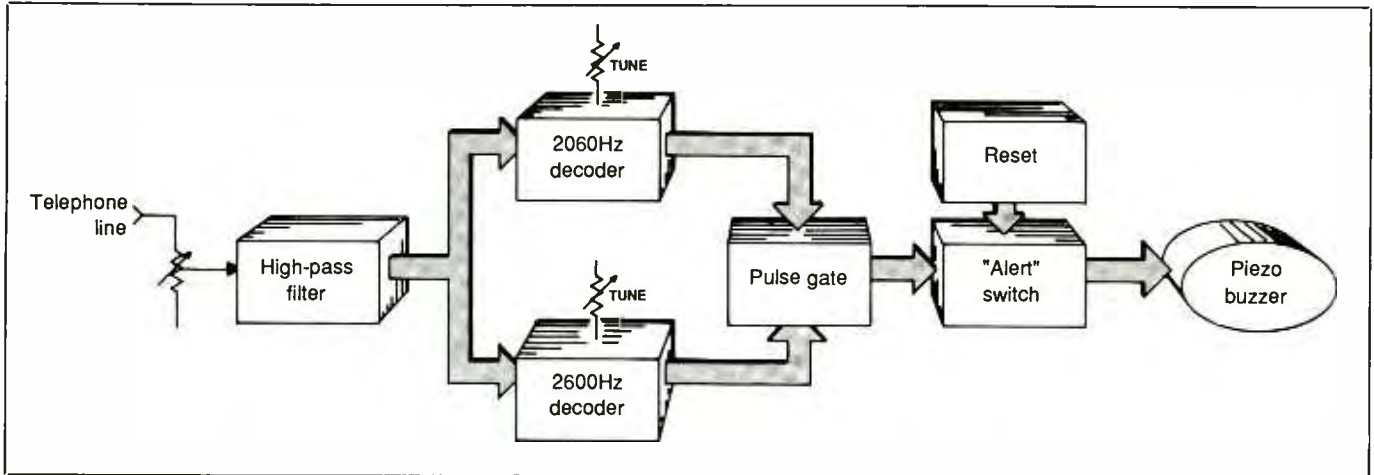 TUNE
2060Hz
decoder
Reset
Telephone
line
High-pass
filter
Pulse gate
"Alert"
switch
Piezo
buzzer
TUNE
2600Hz
decoder